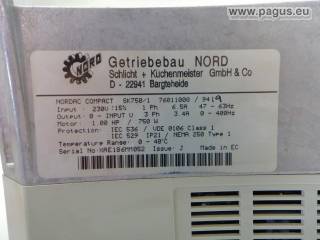 © www.pagus.eu
NORD
Getriebebau NORD
Schlicht + Küchenmeister GmbH & Co
D - 22941 Bargteheide
NORDAC COMPACT SK750/1 76011000 / 9419
Input : 230V ±15% 1 Ph 6.5A 47 - 63Hz
Output: 0 - INPUT V 3 Ph 3.4A 0 - 400Hz
Motor: 1.00 HP / 750 W
Protection: IEC 536 / VDE 0106 Class 1
IEC 529 IP21 / NEMA 250 Type 1
Temperature Range: 0 - 40°C
Serial No: Issue: J Made in EC